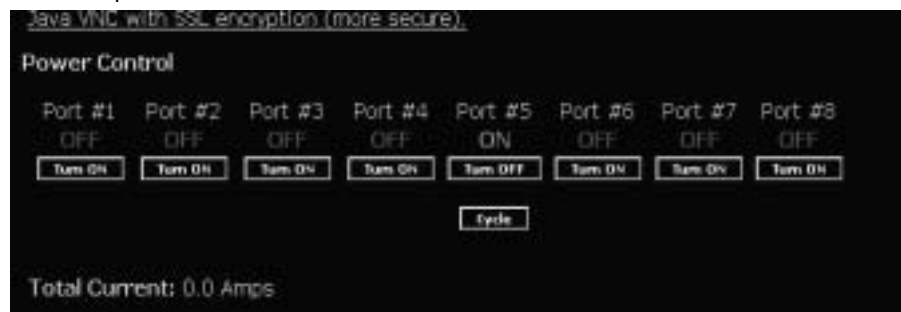 Java VNC with SSL encryption (more secure).
Power Control
Port #1 Port #2 Port #3 Port #4 Port #5 Port #6 Port #7 Port #8
OFF OFF OFF OFF ON OFF OFF OFF
Turn ON Turn ON Turn ON Turn ON Turn OFF Turn ON Turn ON Turn ON
Cycle
Total Current: 0.0 Amps